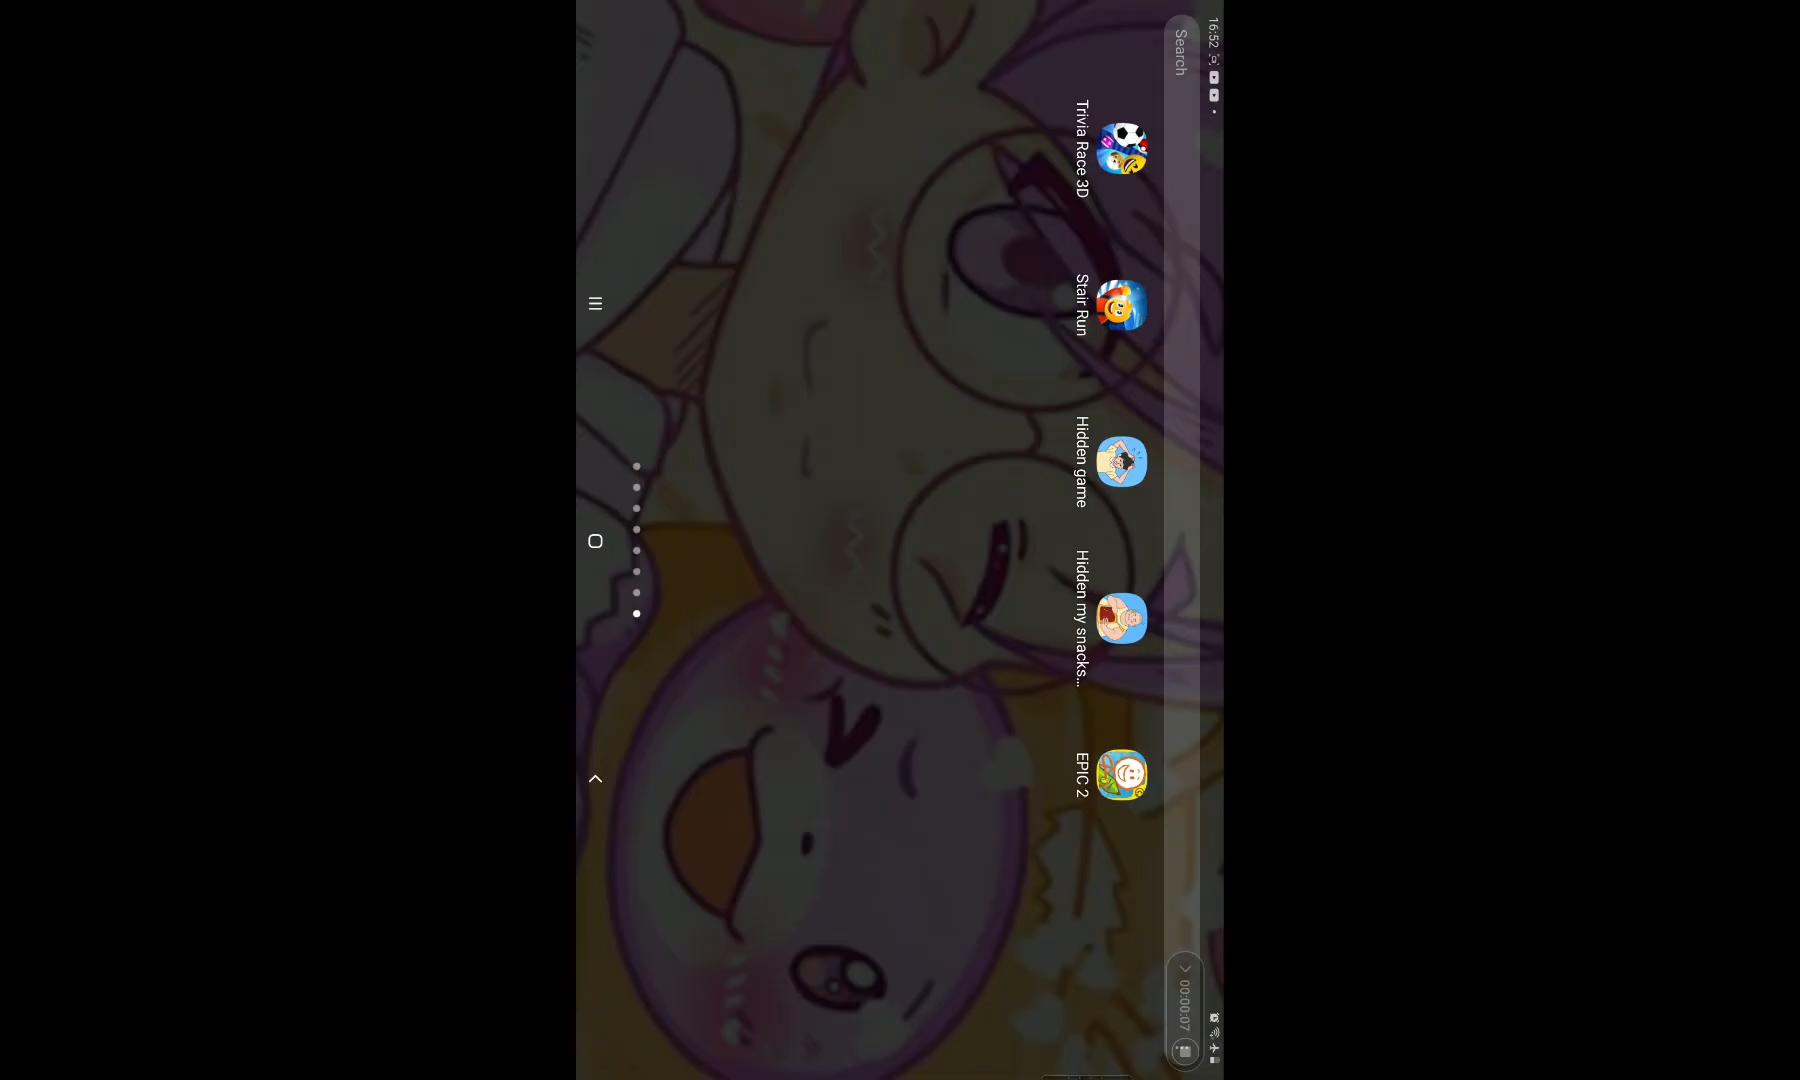 16:52
Search
Trivia Race 3D
Stair Run
Hidden game
Hidden my snacks...
EPIC 2
00:00:07